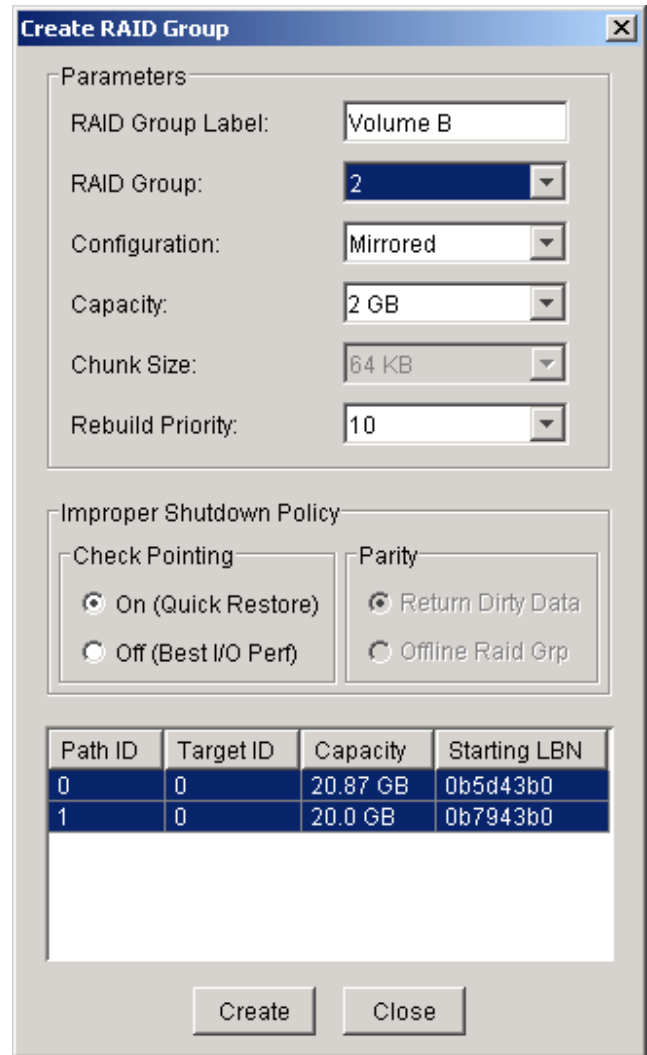 Create RAID Group
Parameters
RAID Group Label: Volume B
RAID Group: 2
Configuration: Mirrored
Capacity: 2 GB
Chunk Size: 64 KB
Rebuild Priority: 10
Improper Shutdown Policy
Check Pointing
On (Quick Restore)
Off (Best I/O Perf)
Parity
Return Dirty Data
Offline Raid Grp
Path ID Target ID Capacity Starting LBN
0 0 20.87 GB 0b5d43b0
1 0 20.0 GB 0b7943b0
Create Close